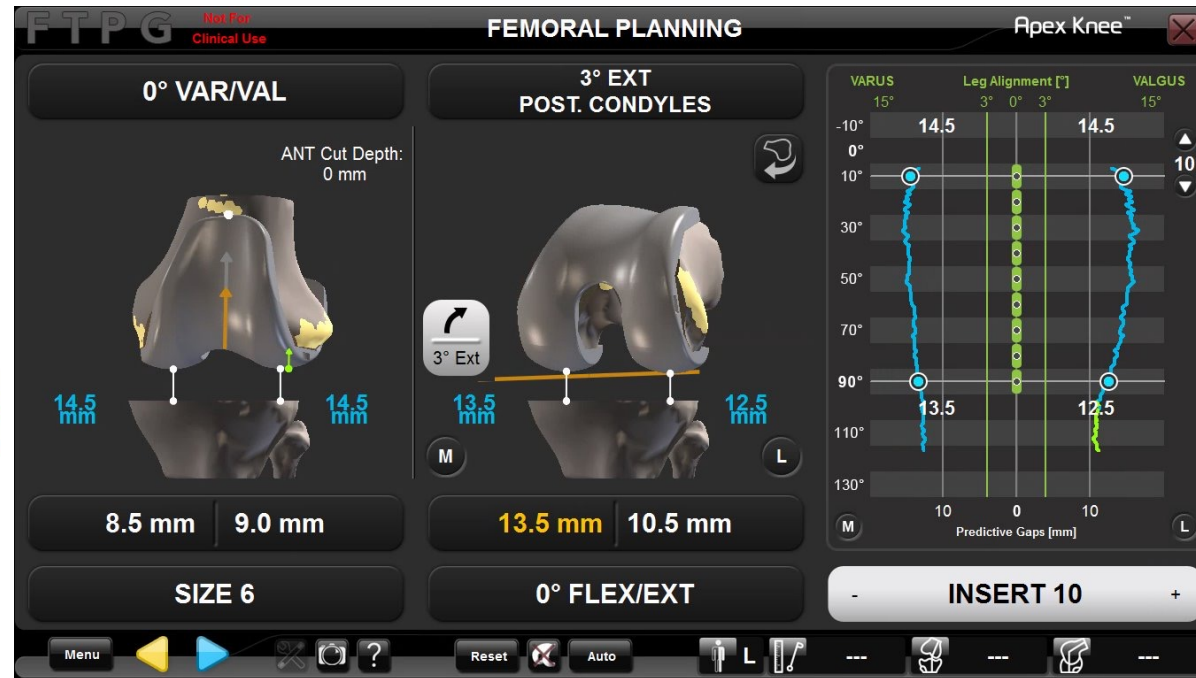 FTPG
Not For
Clinical Use
FEMORAL PLANNING
Apex Knee™
0° VAR/VAL
3° EXT
POST. CONDYLES
ANT Cut Depth:
0 mm
3° Ext
14.5
mm
14.5
mm
13.5
mm
12.5
mm
M
L
8.5 mm
9.0 mm
13.5 mm
10.5 mm
SIZE 6
0° FLEX/EXT
VARUS
Leg Alignment [°]
VALGUS
15°
3°
0°
3°
15°
-10°
14.5
14.5
0°
10°
10
30°
50°
70°
90°
13.5
12.5
110°
130°
10
0
10
M
Predictive Gaps [mm]
L
- INSERT 10 +
Menu
?
Reset
Auto
L
---
---
---